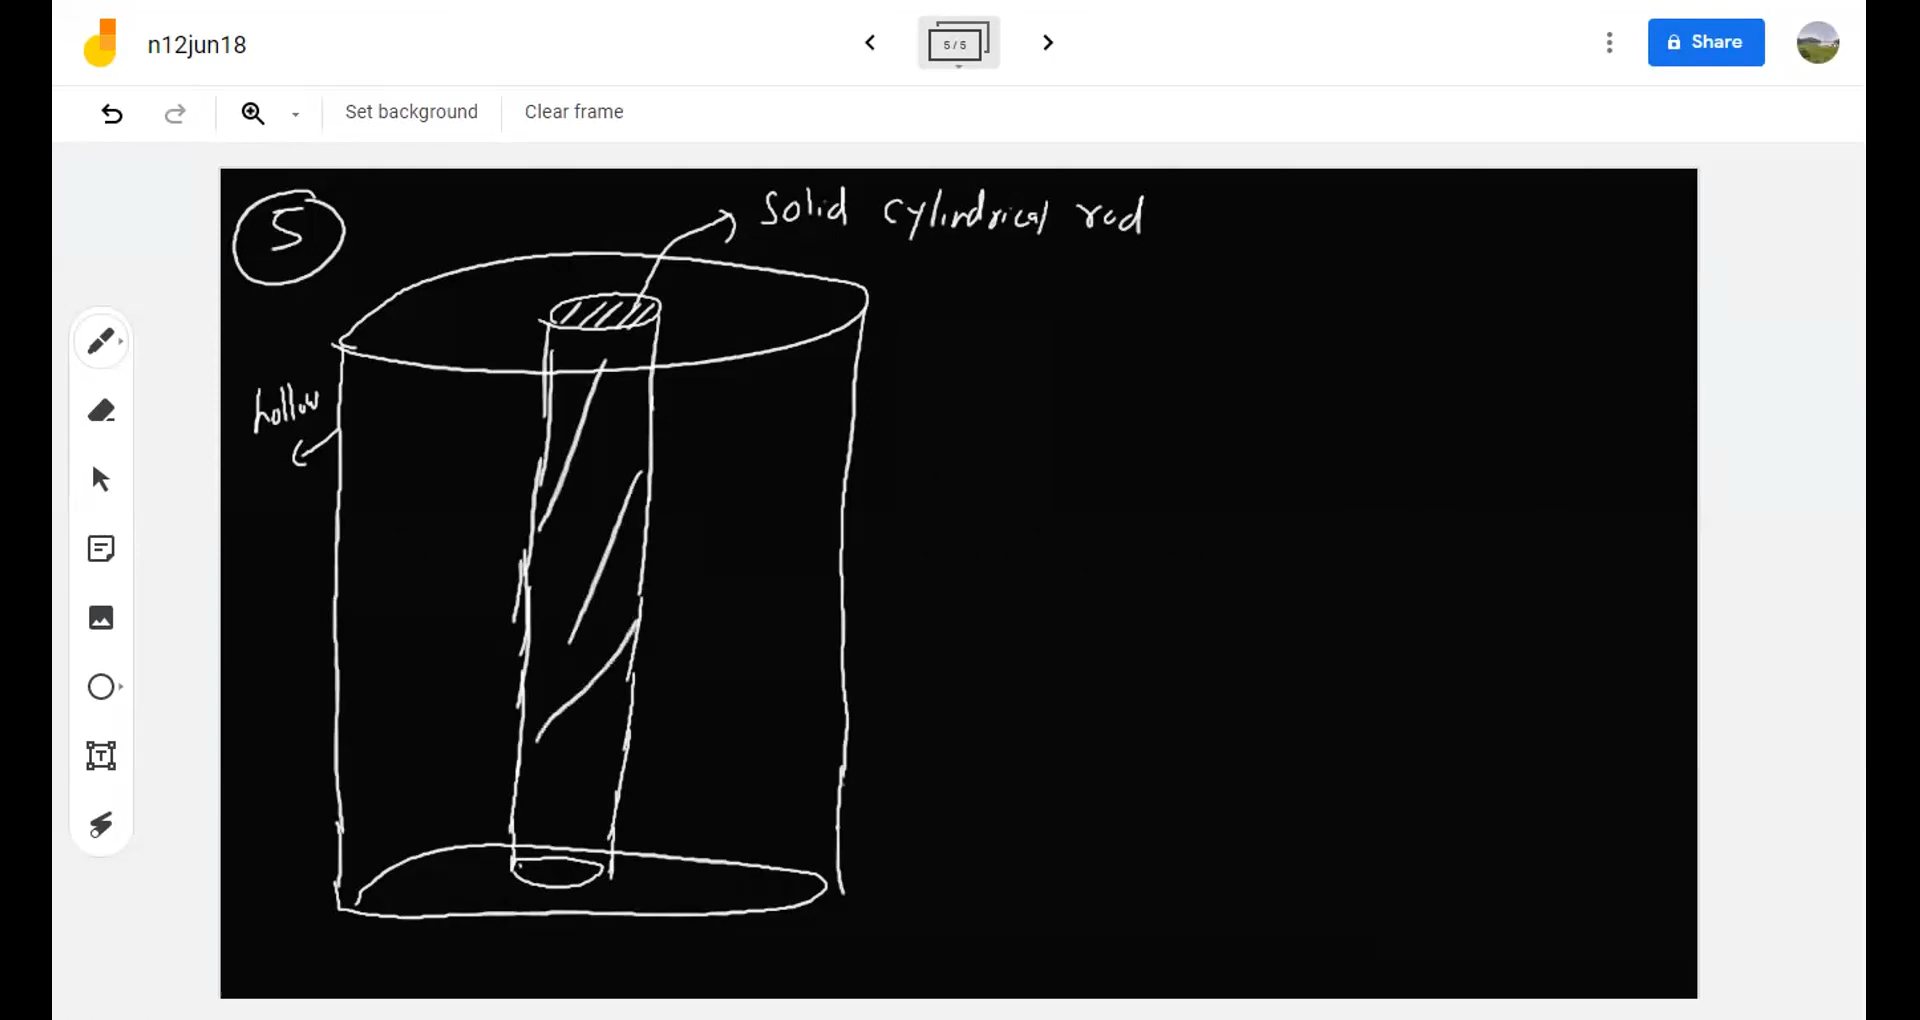 n12jun18
5 / 5
Share
Set background
Clear frame
5
Solid cylindrical rod
hollow